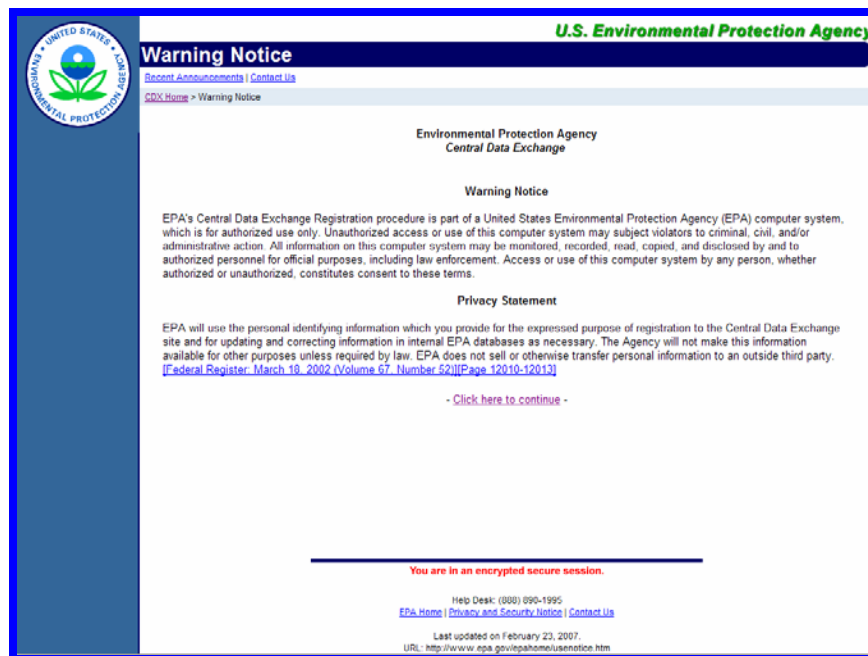 U.S. Environmental Protection Agency
UNITED STATES
ENVIRONMENTAL PROTECTION AGENCY
Warning Notice
Recent Announcements | Contact Us
CDX Home > Warning Notice
Environmental Protection Agency
Central Data Exchange
Warning Notice
EPA's Central Data Exchange Registration procedure is part of a United States Environmental Protection Agency (EPA) computer system,
which is for authorized use only. Unauthorized access or use of this computer system may subject violators to criminal, civil, and/or
administrative action. All information on this computer system may be monitored, recorded, read, copied, and disclosed by and to
authorized personnel for official purposes, including law enforcement. Access or use of this computer system by any person, whether
authorized or unauthorized, constitutes consent to these terms.
Privacy Statement
EPA will use the personal identifying information which you provide for the expressed purpose of registration to the Central Data Exchange
site and for updating and correcting information in internal EPA databases as necessary. The Agency will not make this information
available for other purposes unless required by law. EPA does not sell or otherwise transfer personal information to an outside third party.
[Federal Register: March 18, 2002 (Volume 67, Number 52)][Page 12010-12013]
- Click here to continue -
You are in an encrypted secure session.
Help Desk: (888) 890-1995
EPA Home | Privacy and Security Notice | Contact Us
Last updated on February 23, 2007.
URL: http://www.epa.gov/epahome/usenotice.htm